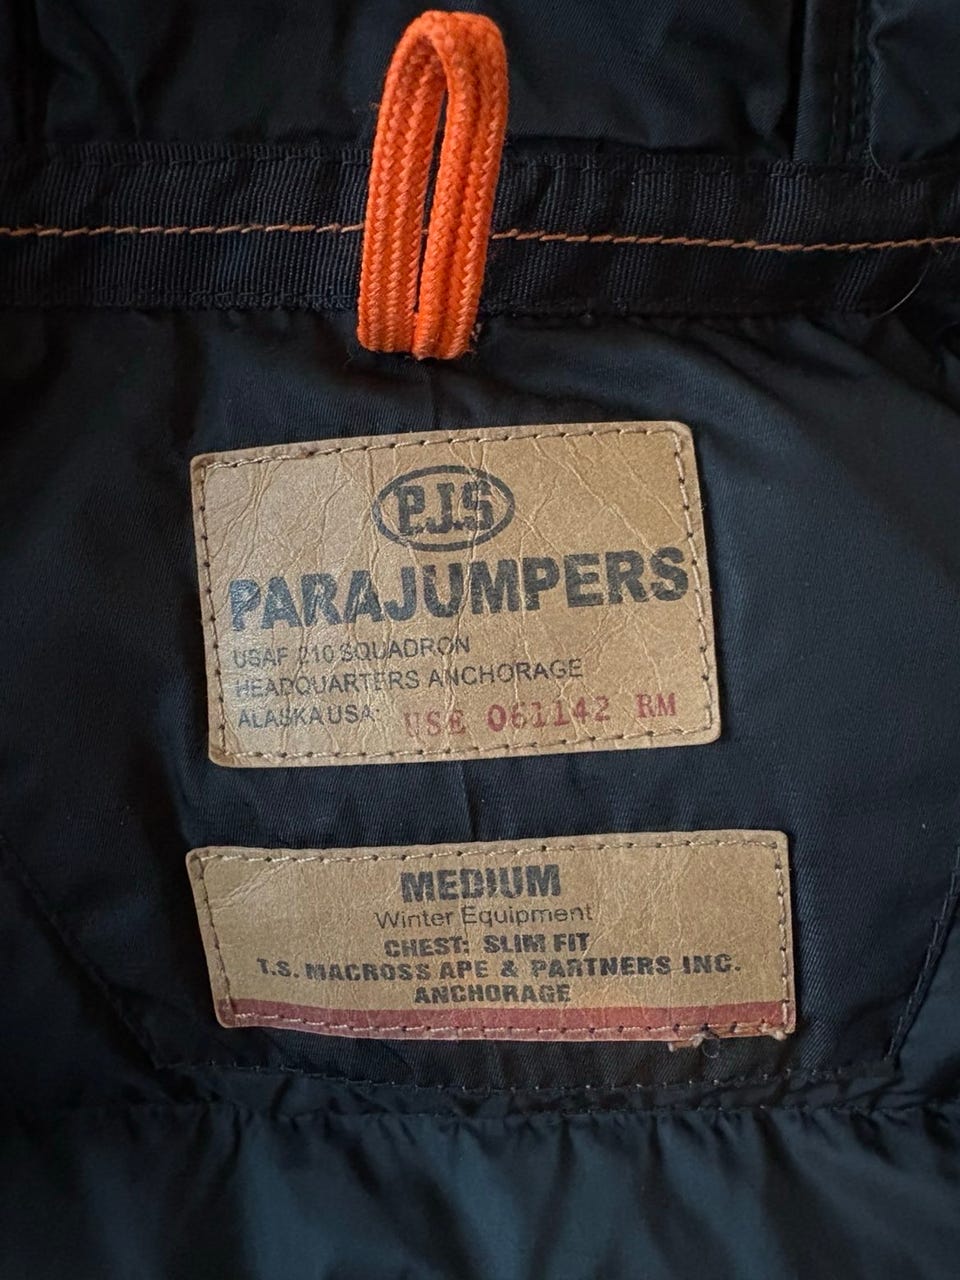 P.J.S
PARAJUMPERS
USAF 210 SQUADRON
HEADQUARTERS ANCHORAGE
ALASKA USA: USE 061142 RM
MEDIUM
Winter Equipment
CHEST: SLIM FIT
T.S. MACROSS APE & PARTNERS INC.
ANCHORAGE